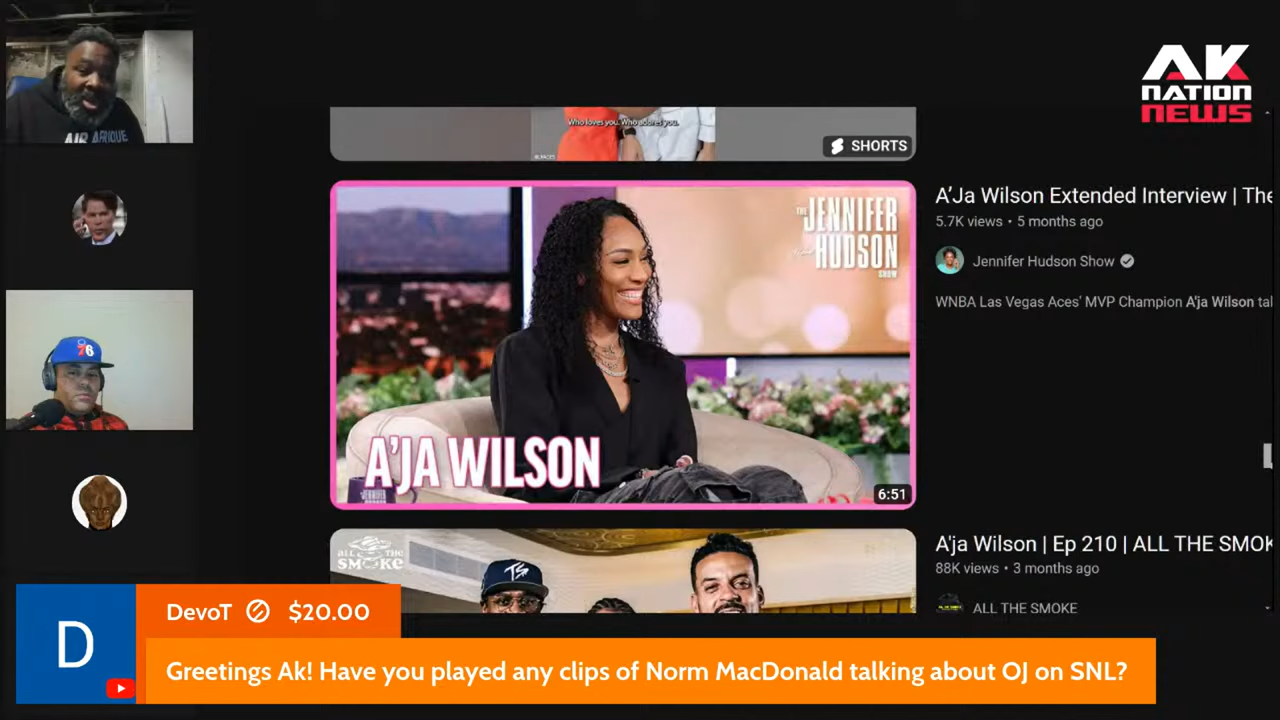 AIR AFRIQUE
76
Who loves you. Who adores you.
SHORTS
AK
NATION
NEWS
THE
JENNIFER
HUDSON
SHOW
A'JA WILSON
6:51
A'Ja Wilson Extended Interview | The
5.7K views • 5 months ago
Jennifer Hudson Show
WNBA Las Vegas Aces' MVP Champion A'ja Wilson tal
ALL THE
SMOKE
TS
A'ja Wilson | Ep 210 | ALL THE SMOK
88K views • 3 months ago
ALL THE SMOKE
D
DevoT $20.00
Greetings Ak! Have you played any clips of Norm MacDonald talking about OJ on SNL?